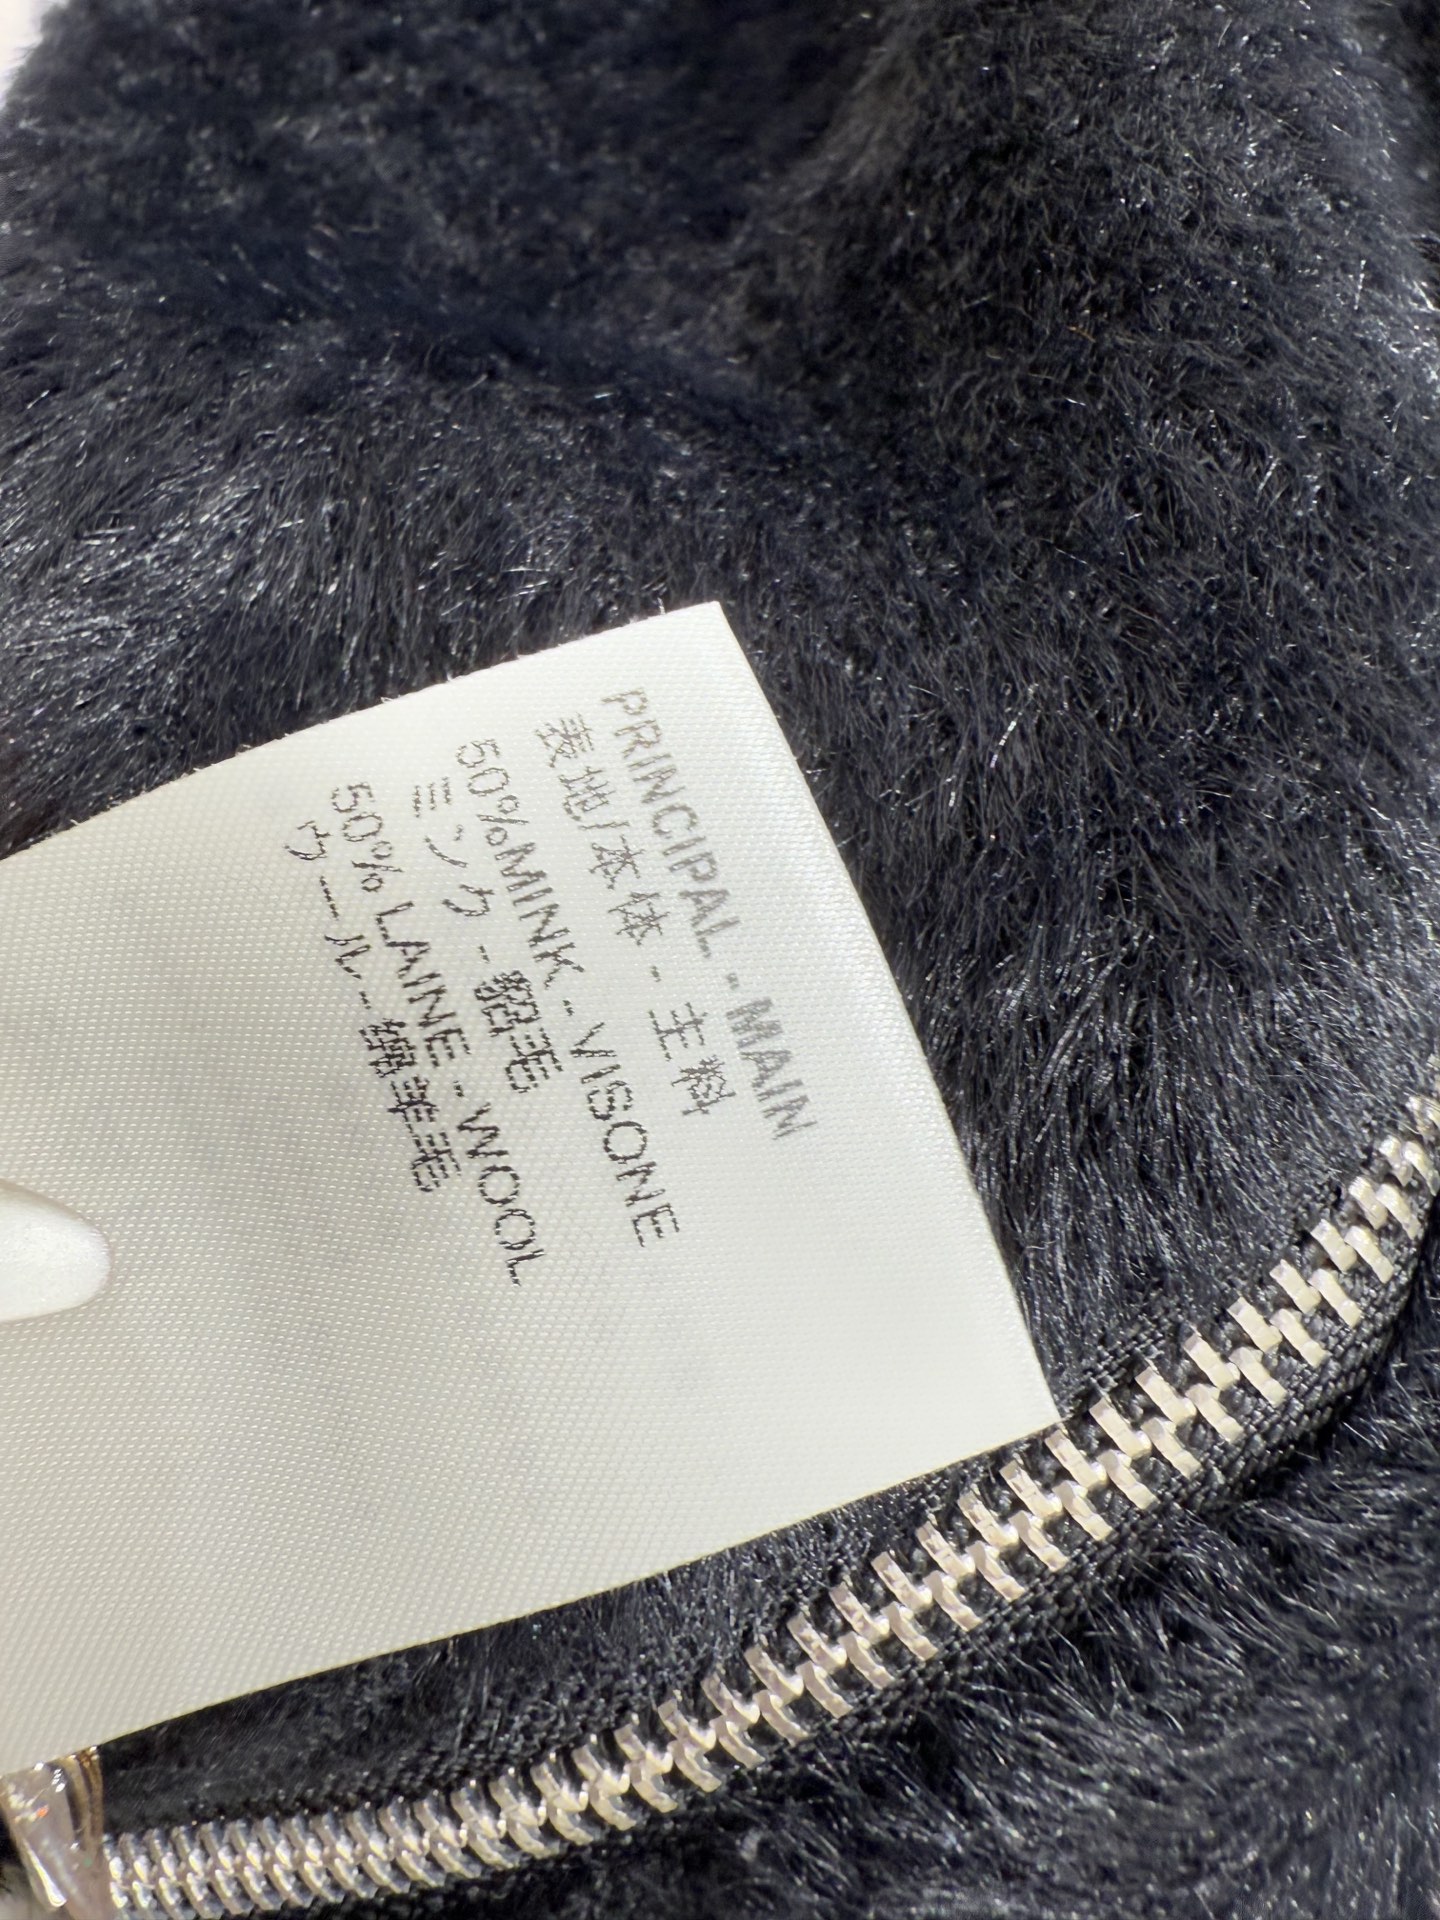 PRINCIPAL - MAIN
表地/本体 - 主料
50%MINK - VISONE
ミンク - 貂毛
50% LAINE - WOOL
ウール - 绵羊毛